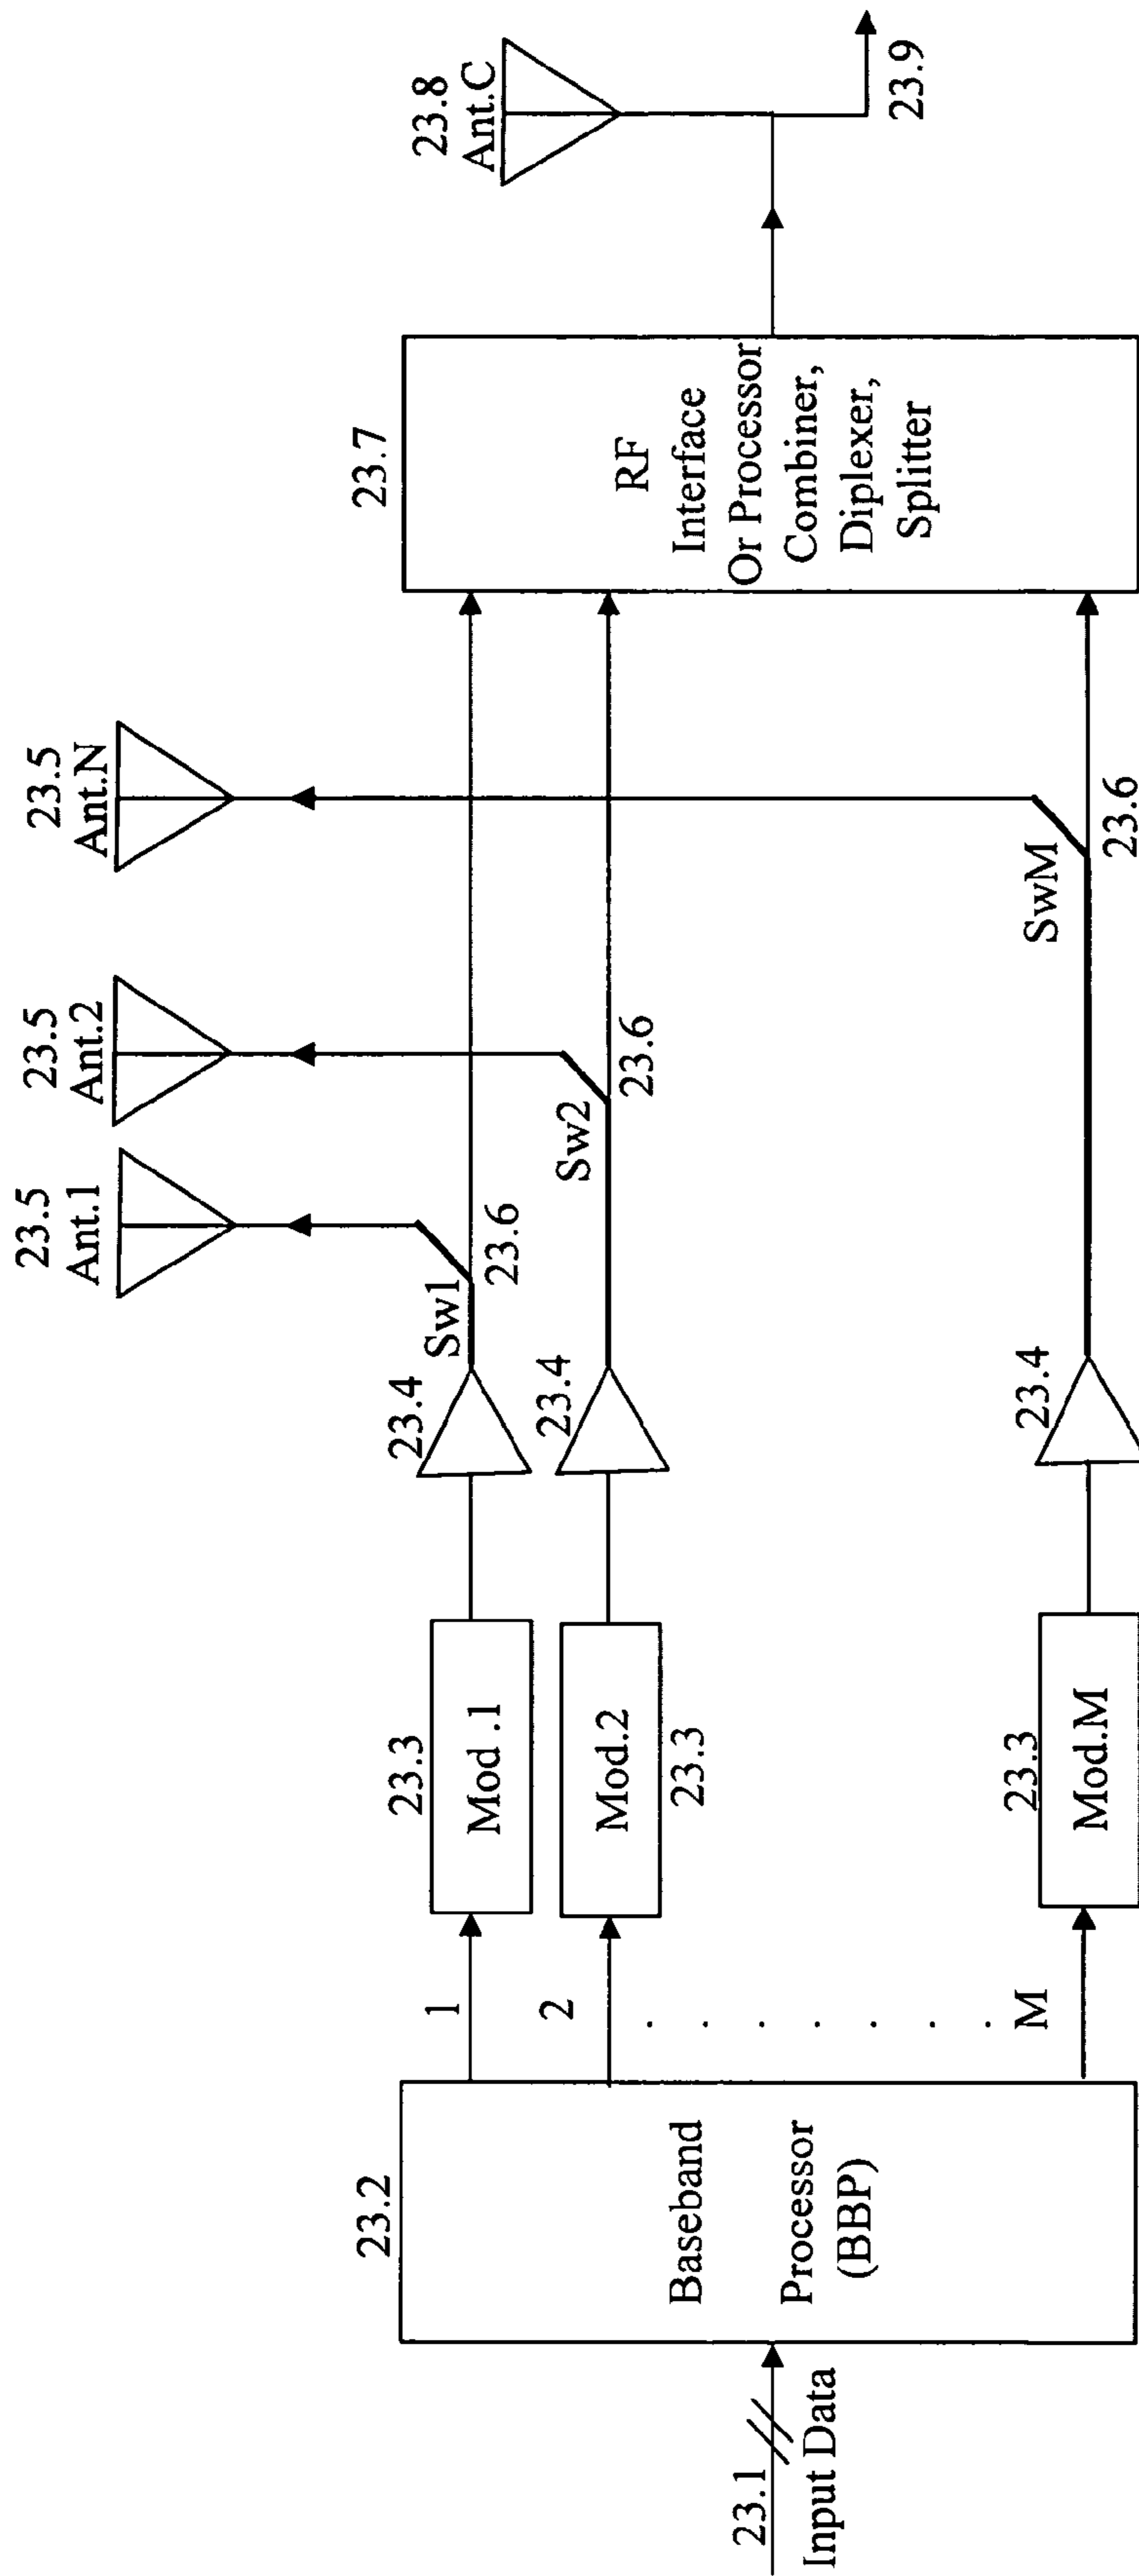 23.1
Input Data
23.2
Baseband
Processor
(BBP)
1
2
. . . . . . .
M
23.3
Mod .1
Mod.2
23.3
23.3
Mod.M
23.4
23.4
23.4
Sw1
23.6
Sw2
23.6
SwM
23.6
23.5
Ant.1
23.5
Ant.2
23.5
Ant.N
23.7
RF
Interface
Or Processor
Combiner,
Diplexer,
Splitter
23.8
Ant.C
23.9